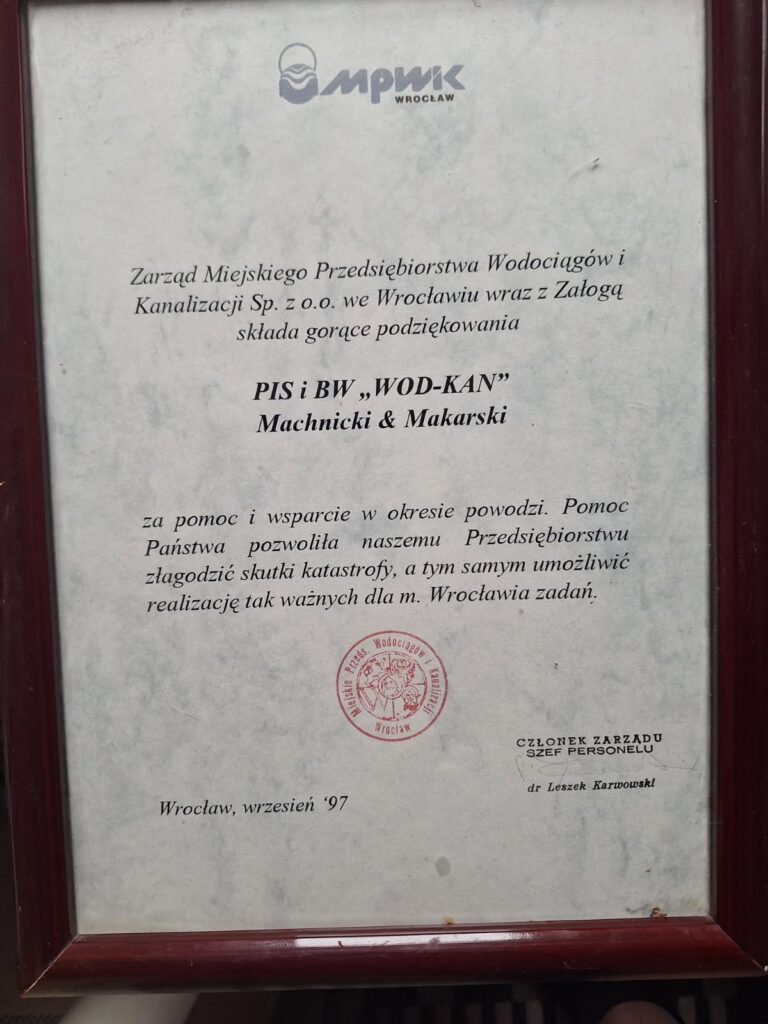 MPWIK
WROCŁAW
Zarząd Miejskiego Przedsiębiorstwa Wodociągów i
Kanalizacji Sp. z o.o. we Wrocławiu wraz z Załogą
składa gorące podziękowania
PIS i BW „WOD-KAN”
Machnicki & Makarski
za pomoc i wsparcie w okresie powodzi. Pomoc
Państwa pozwoliła naszemu Przedsiębiorstwu
złagodzić skutki katastrofy, a tym samym umożliwić
realizację tak ważnych dla m. Wrocławia zadań.
Miejskie Przeds. Wodociągów i Kanalizacji
Wrocław
CZŁONEK ZARZĄDU
SZEF PERSONELU
dr Leszek Karwowski
Wrocław, wrzesień ‘97